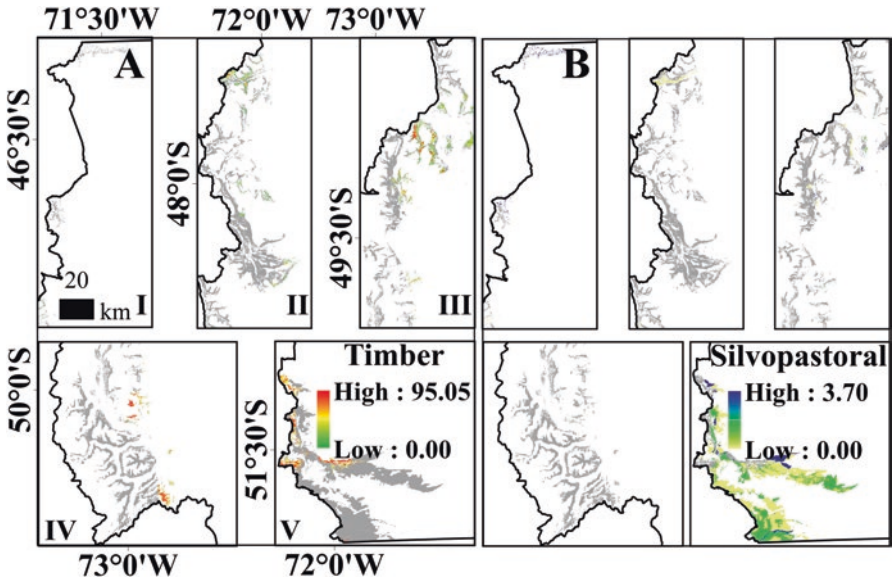 71°30'W
72°0'W
73°0'W
A
B
46°30'S
48°0'S
49°30'S
20
km
I
II
III
50°0'S
51°30'S
Timber
High : 95.05
Low : 0.00
Silvopastoral
High : 3.70
Low : 0.00
IV
V
73°0'W
72°0'W